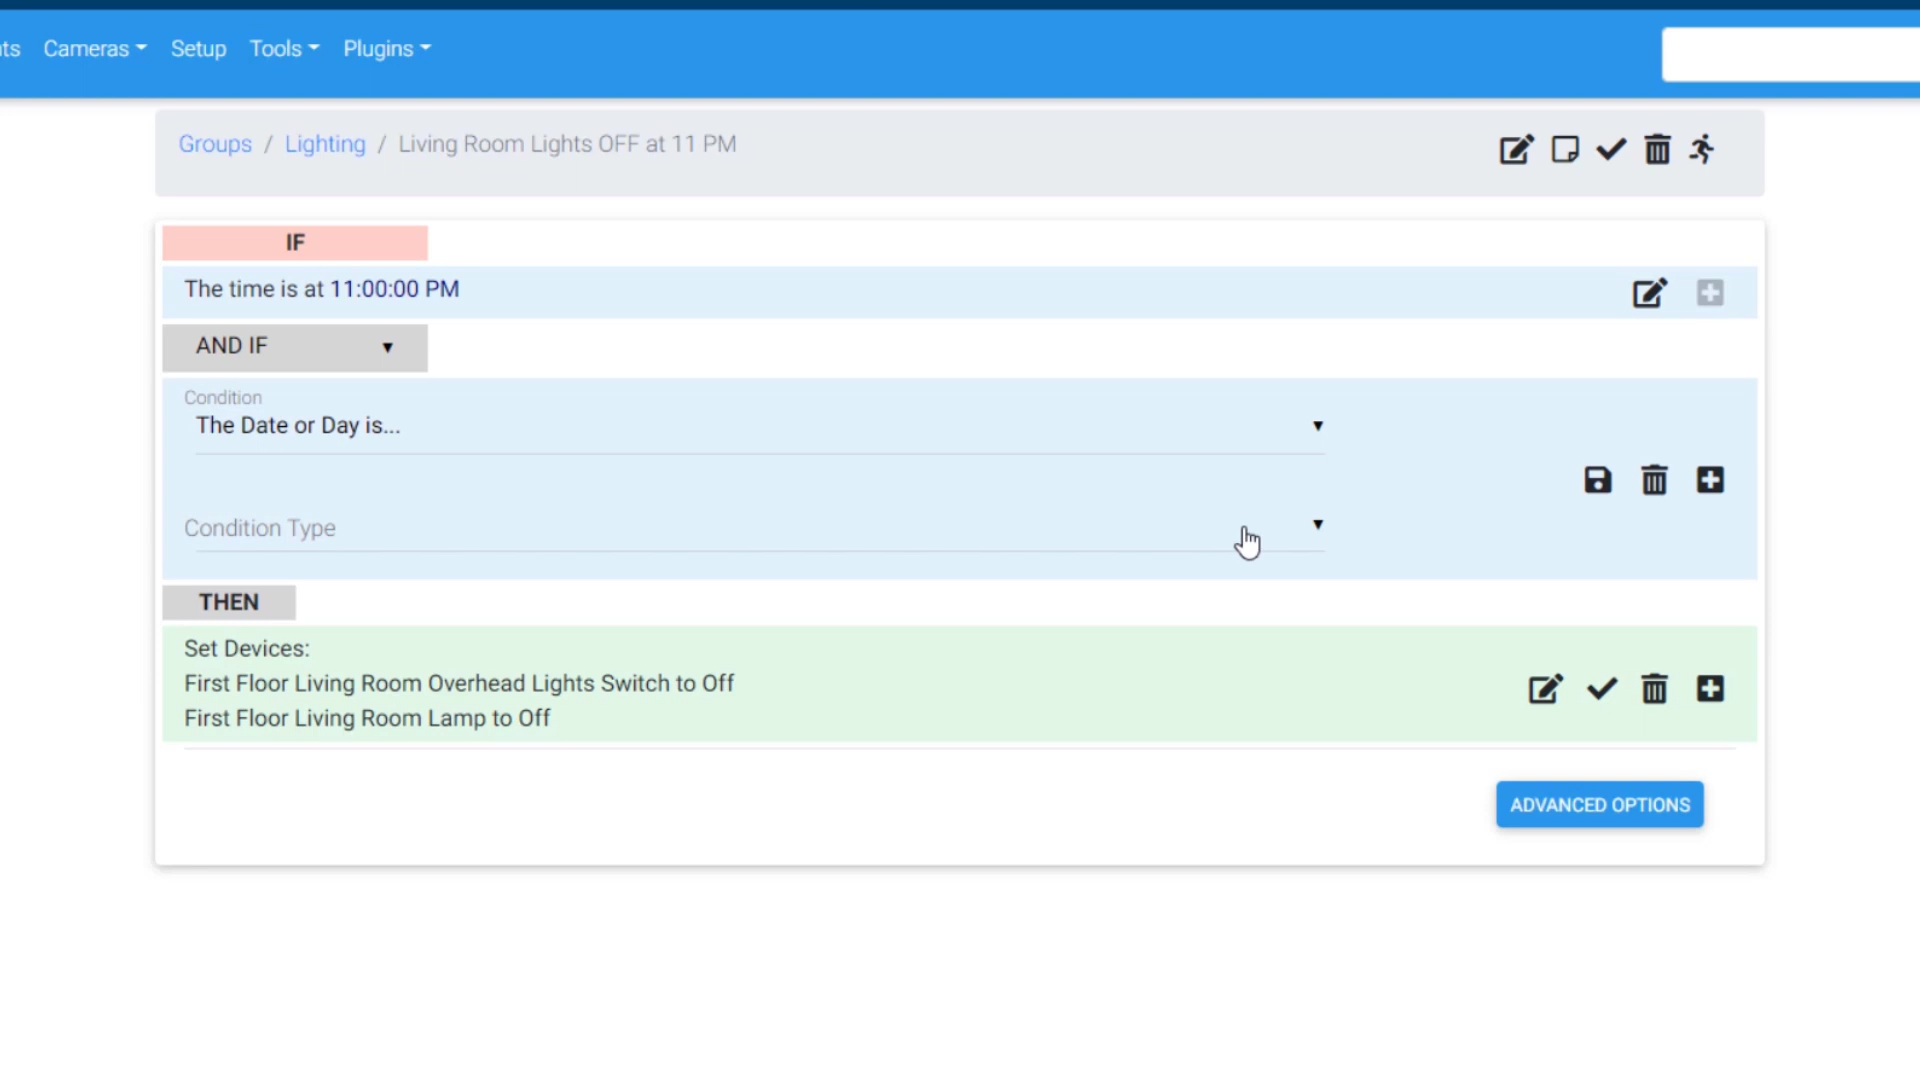 ts Cameras Setup Tools Plugins
Groups / Lighting / Living Room Lights OFF at 11 PM
IF
The time is at 11:00:00 PM
AND IF
Condition
The Date or Day is...
Condition Type
THEN
Set Devices:
First Floor Living Room Overhead Lights Switch to Off
First Floor Living Room Lamp to Off
ADVANCED OPTIONS